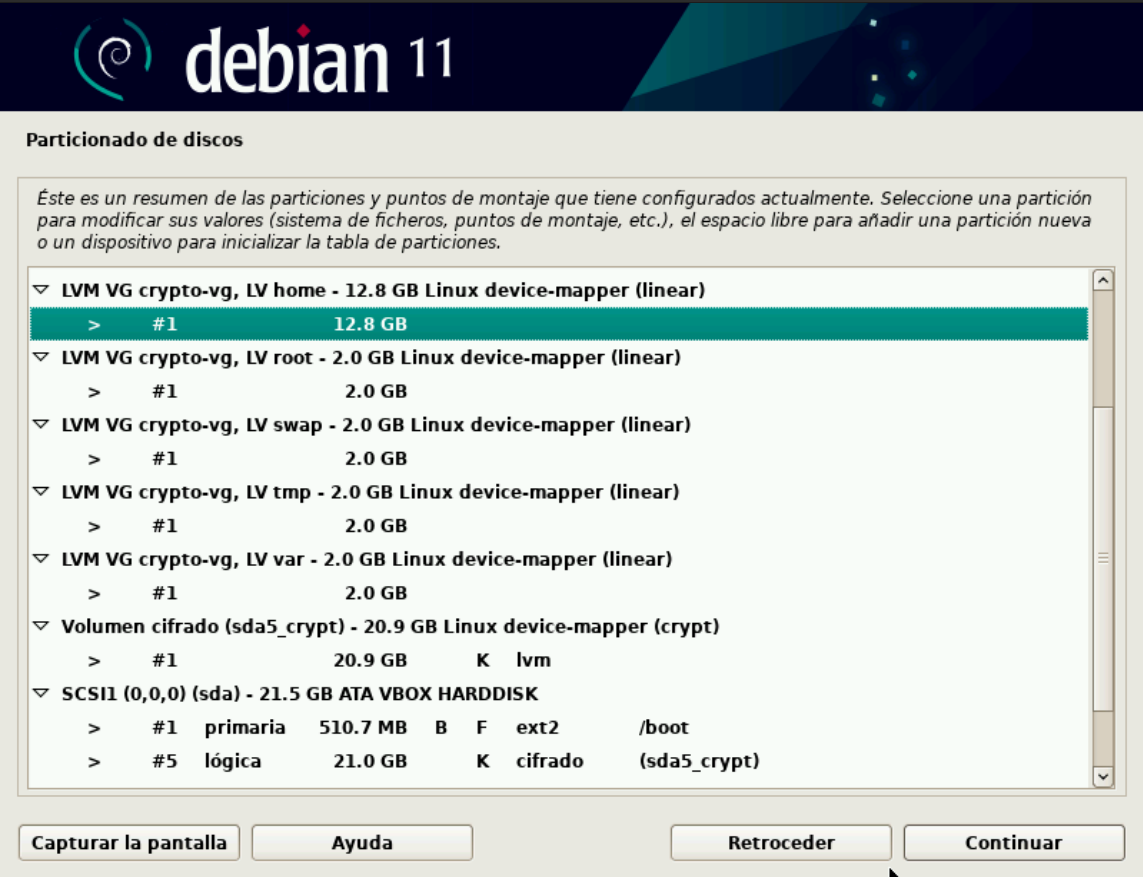 debian 11
Particionado de discos
Éste es un resumen de las particiones y puntos de montaje que tiene configurados actualmente. Seleccione una partición
para modificar sus valores (sistema de ficheros, puntos de montaje, etc.), el espacio libre para añadir una partición nueva
o un dispositivo para inicializar la tabla de particiones.
LVM VG crypto-vg, LV home - 12.8 GB Linux device-mapper (linear)
> #1 12.8 GB
LVM VG crypto-vg, LV root - 2.0 GB Linux device-mapper (linear)
> #1 2.0 GB
LVM VG crypto-vg, LV swap - 2.0 GB Linux device-mapper (linear)
> #1 2.0 GB
LVM VG crypto-vg, LV tmp - 2.0 GB Linux device-mapper (linear)
> #1 2.0 GB
LVM VG crypto-vg, LV var - 2.0 GB Linux device-mapper (linear)
> #1 2.0 GB
Volumen cifrado (sda5_crypt) - 20.9 GB Linux device-mapper (crypt)
> #1 20.9 GB K lvm
SCSI1 (0,0,0) (sda) - 21.5 GB ATA VBOX HARDDISK
> #1 primaria 510.7 MB B F ext2 /boot
> #5 lógica 21.0 GB K cifrado (sda5_crypt)
Capturar la pantalla Ayuda Retroceder Continuar